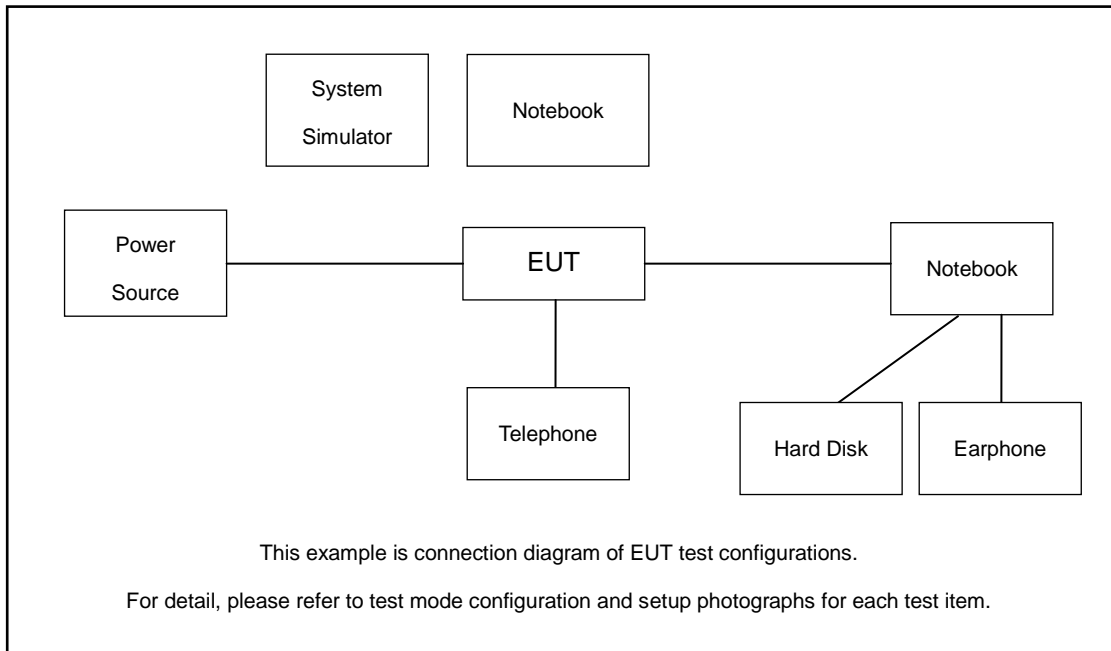 System
Simulator
Notebook
Power
Source
EUT
Notebook
Telephone
Hard Disk
Earphone
This example is connection diagram of EUT test configurations.
For detail, please refer to test mode configuration and setup photographs for each test item.